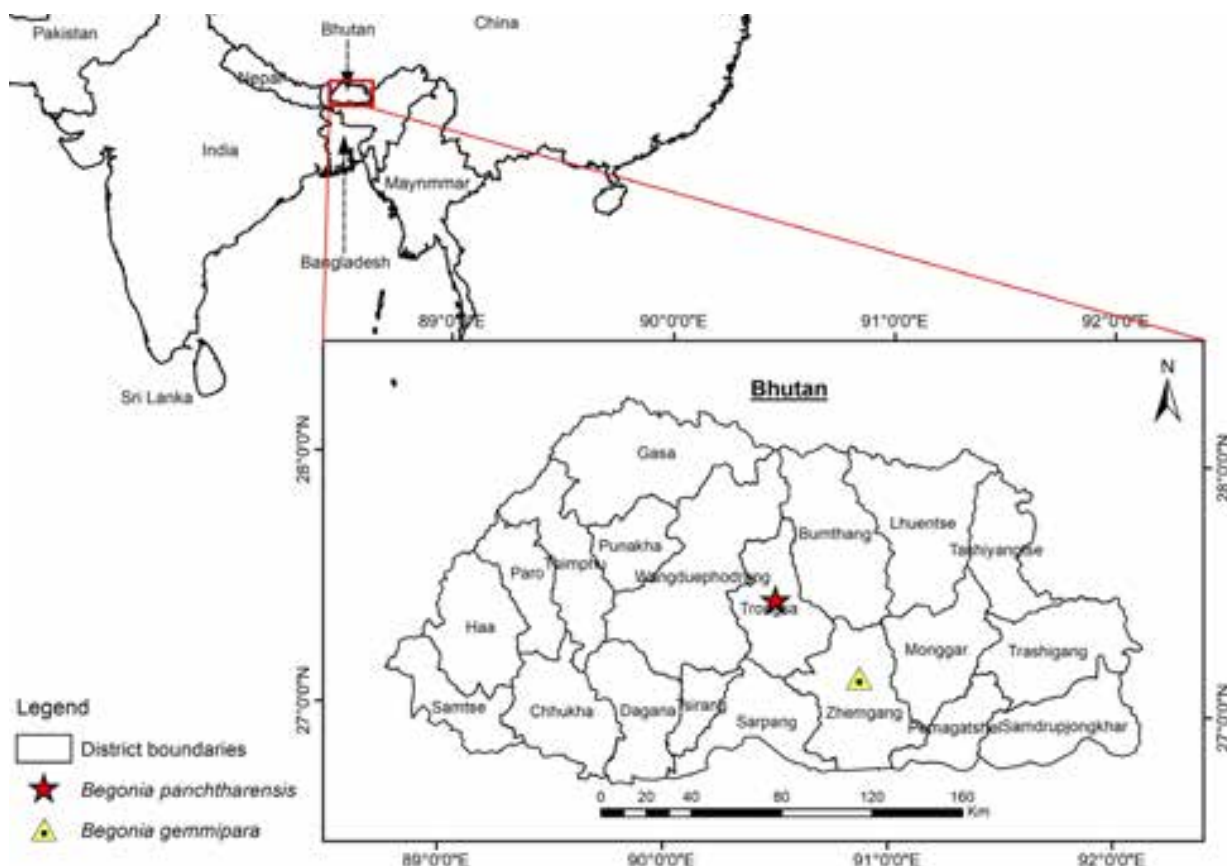 Pakistan
Bhutan
China
Nepal
India
Maynmmar
Bangladesh
Sri Lanka
89°0'0"E
90°0'0"E
91°0'0"E
92°0'0"E
Bhutan
N
28°0'0"N
28°0'0"N
Gasa
Lhuentse
Bumthang
Punakha
Tashiyangtse
Thimphu
Paro
Wangduephodrang
Haa
Trongsa
Monggar
Trashigang
27°0'0"N
27°0'0"N
Samtse
Chhukha
Dagana
Tsirang
Sarpang
Zhemgang
Pemagatshel
Samdrupjongkhar
Legend
District boundaries
Begonia panchtharensis
Begonia gemmipara
0 20 40 80 120 160
Km
89°0'0"E
90°0'0"E
91°0'0"E
92°0'0"E